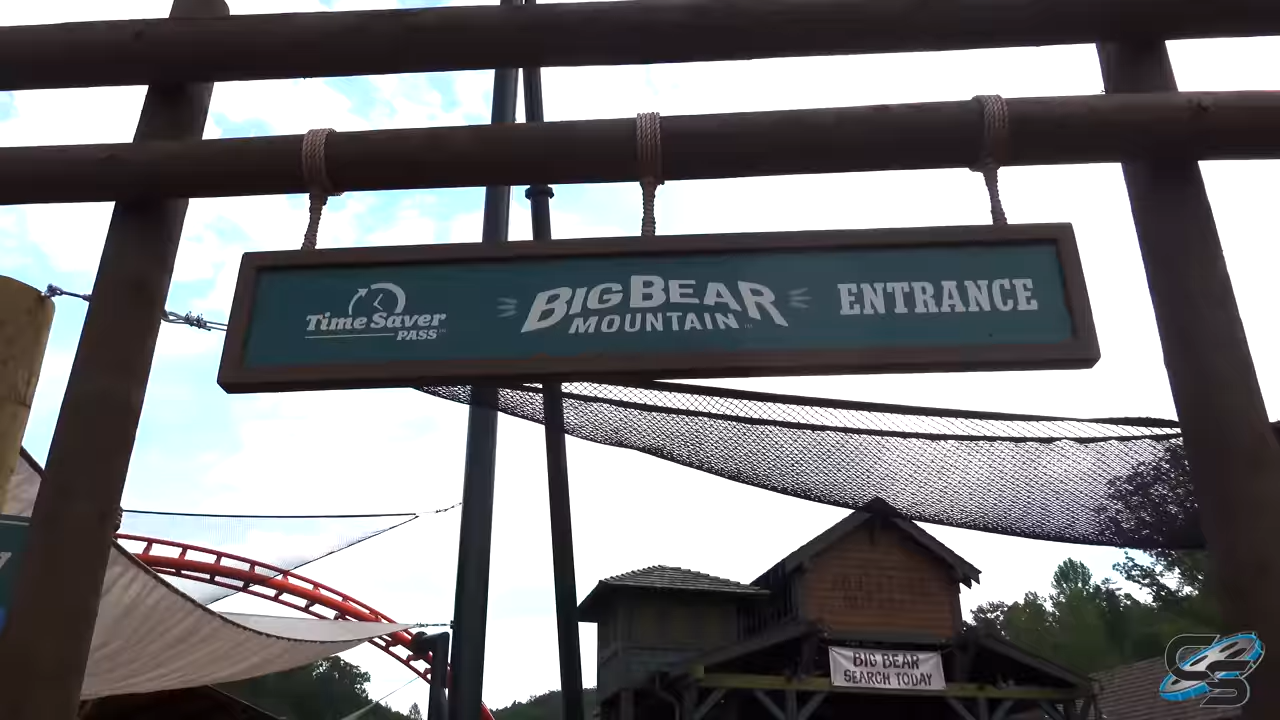 Time Saver
PASS
BIG BEAR
MOUNTAIN
ENTRANCE
BIG BEAR
SEARCH TODAY